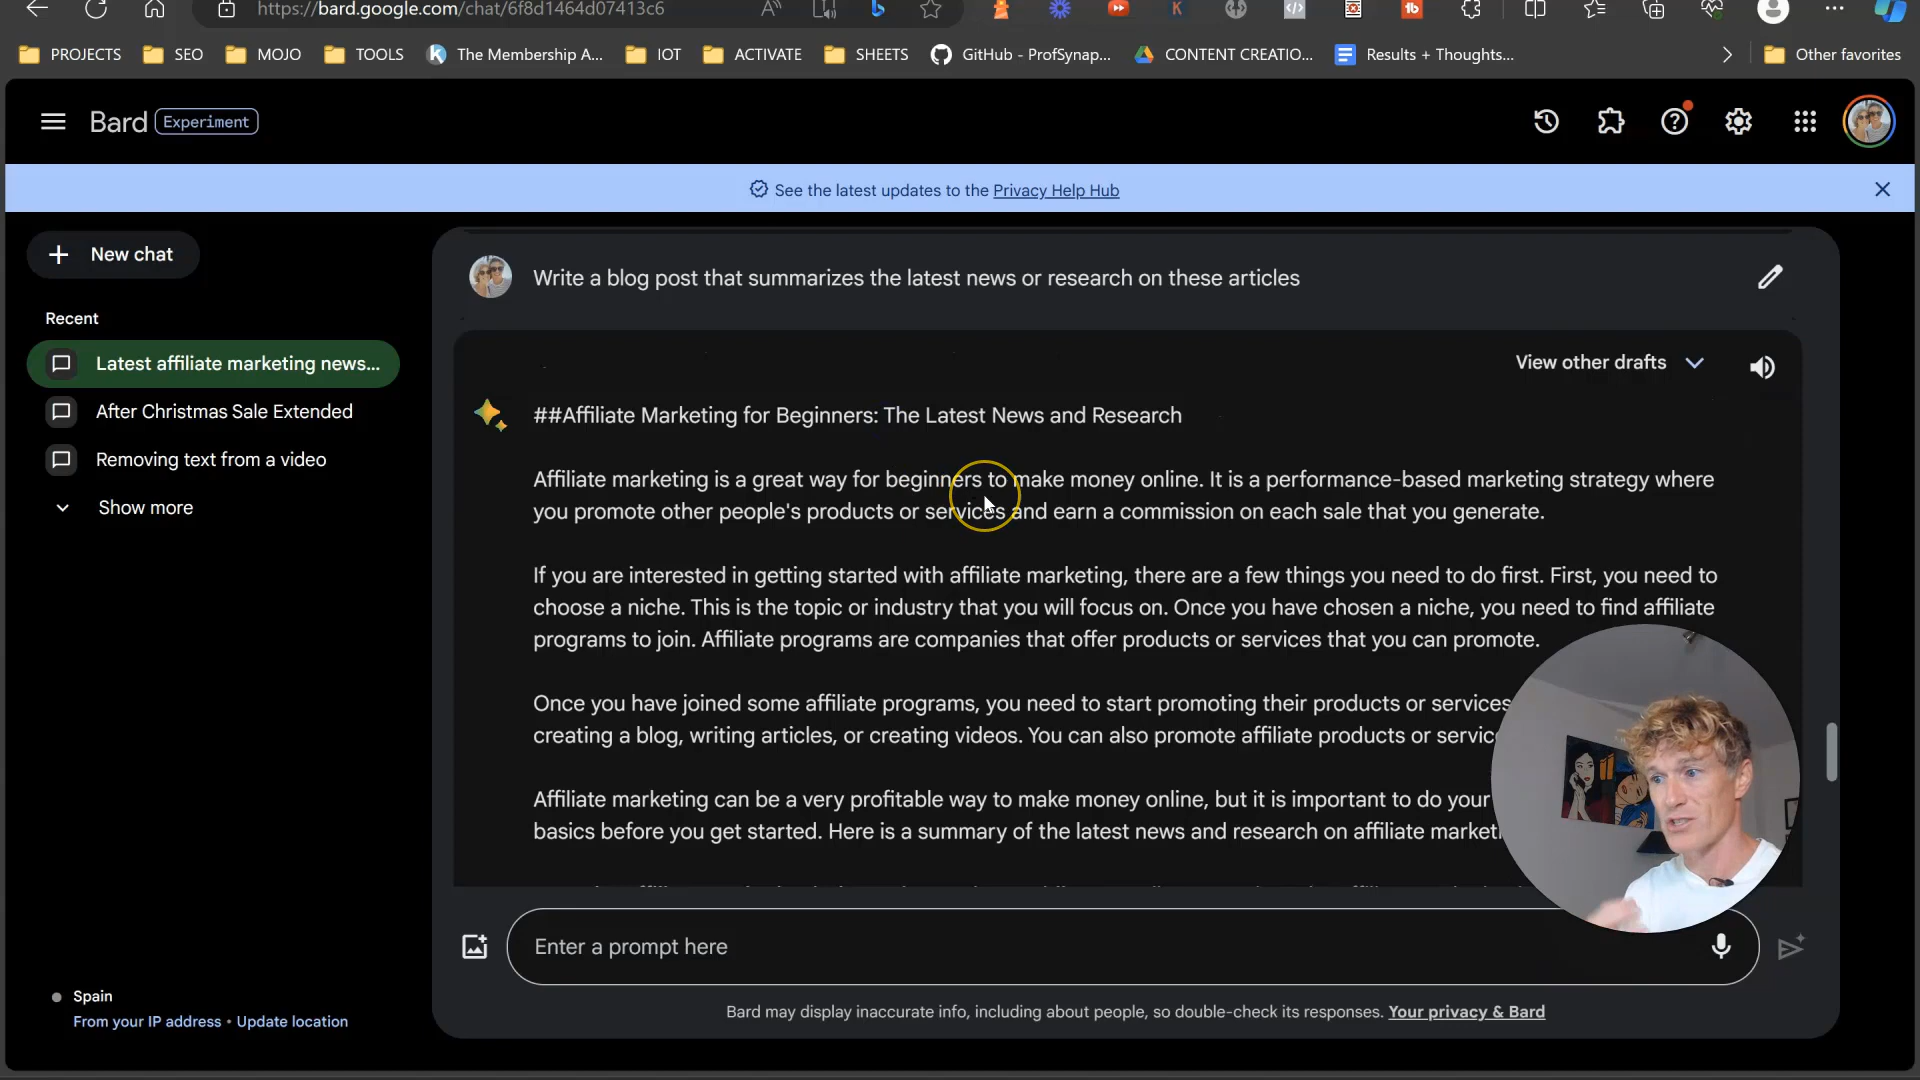 https://bard.google.com/chat/6f8d1464d07413c6
PROJECTS
SEO
MOJO
TOOLS
The Membership A...
IOT
ACTIVATE
SHEETS
GitHub - ProfSynap...
CONTENT CREATIO...
Results + Thoughts...
Other favorites
Bard Experiment
See the latest updates to the Privacy Help Hub
New chat
Recent
Latest affiliate marketing news...
After Christmas Sale Extended
Removing text from a video
Show more
Spain
From your IP address • Update location
Write a blog post that summarizes the latest news or research on these articles
View other drafts
##Affiliate Marketing for Beginners: The Latest News and Research
Affiliate marketing is a great way for beginners to make money online. It is a performance-based marketing strategy where
you promote other people's products or services and earn a commission on each sale that you generate.
If you are interested in getting started with affiliate marketing, there are a few things you need to do first. First, you need to
choose a niche. This is the topic or industry that you will focus on. Once you have chosen a niche, you need to find affiliate
programs to join. Affiliate programs are companies that offer products or services that you can promote.
Once you have joined some affiliate programs, you need to start promoting their products or services
creating a blog, writing articles, or creating videos. You can also promote affiliate products or servic
Affiliate marketing can be a very profitable way to make money online, but it is important to do your
basics before you get started. Here is a summary of the latest news and research on affiliate marketi
Enter a prompt here
Bard may display inaccurate info, including about people, so double-check its responses. Your privacy & Bard